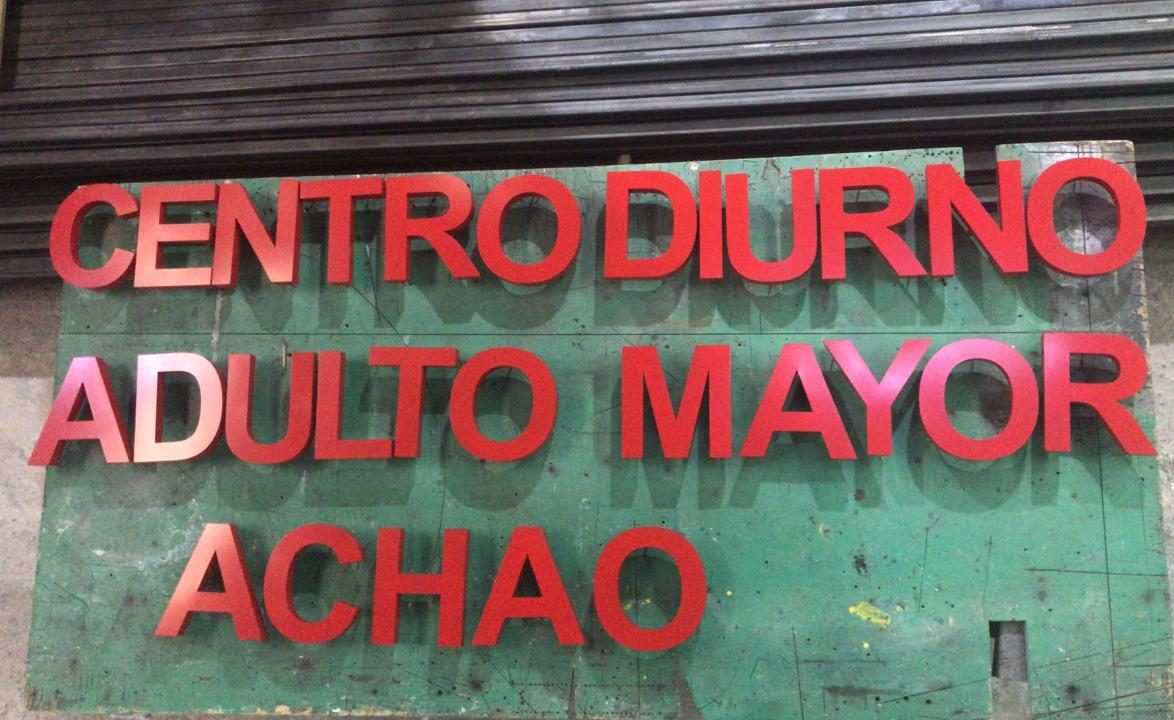 CENTRO DIURNO
ADULTO MAYOR
ACHAO